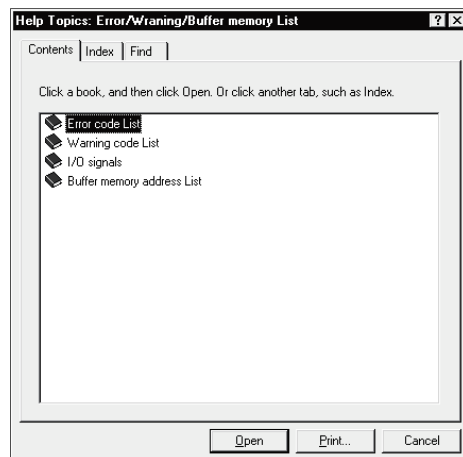 Help Topics: Error/Wraning/Buffer memory List
Contents Index Find
Click a book, and then click Open. Or click another tab, such as Index.
Error code List
Warning code List
I/O signals
Buffer memory address List
Open Print... Cancel